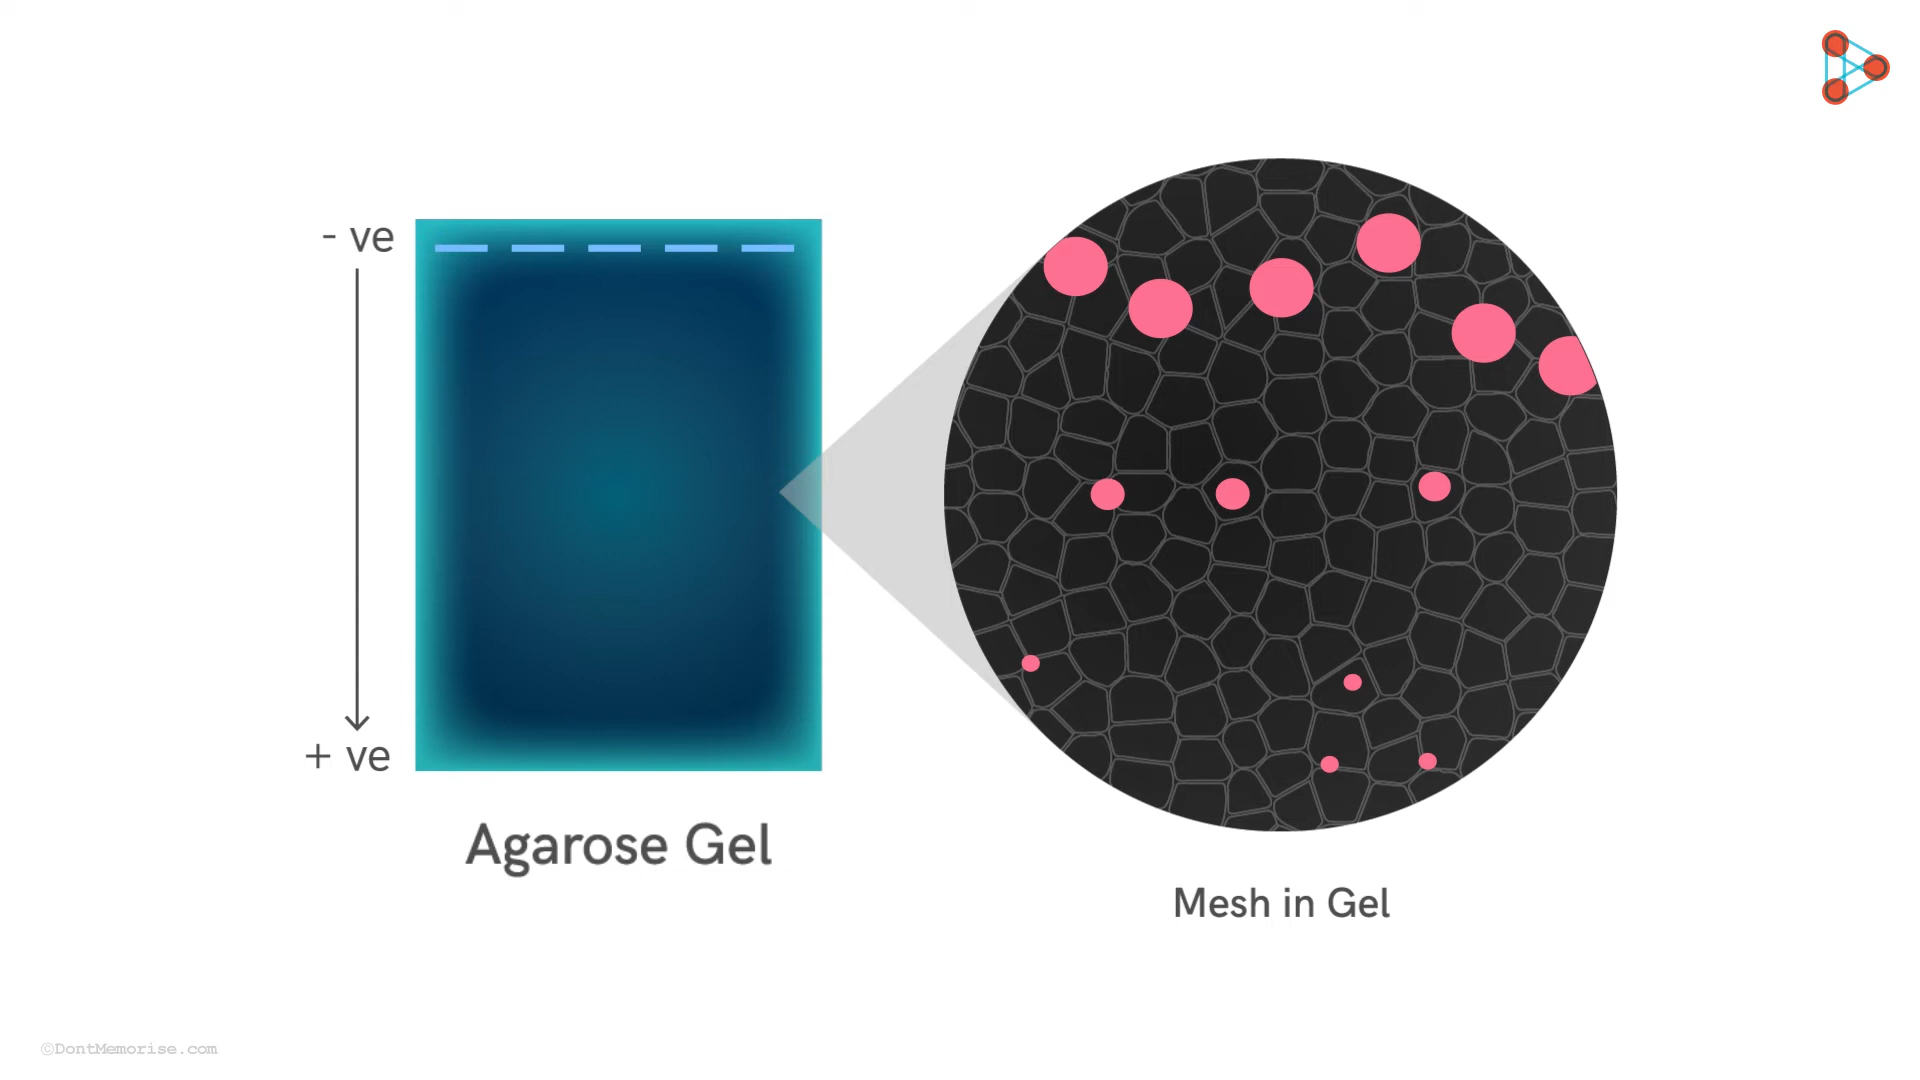 - ve
+ ve
Agarose Gel
Mesh in Gel
©DontMemorise.com